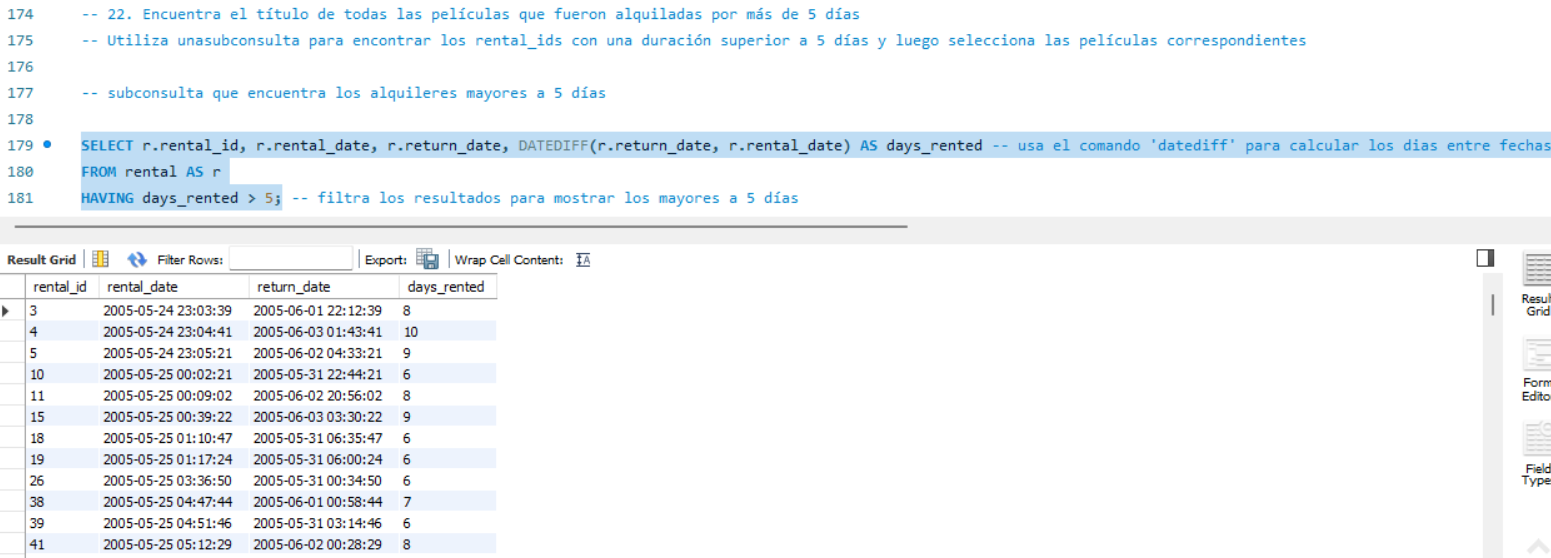 174 -- 22. Encuentra el título de todas las películas que fueron alquiladas por más de 5 días
175 -- Utiliza unasubconsulta para encontrar los rental_ids con una duración superior a 5 días y luego selecciona las películas correspondientes
176
177 -- subconsulta que encuentra los alquileres mayores a 5 días
178
179 SELECT r.rental_id, r.rental_date, r.return_date, DATEDIFF(r.return_date, r.rental_date) AS days_rented -- usa el comando 'datediff' para calcular los dias entre fechas
180 FROM rental AS r
181 HAVING days_rented > 5; -- filtra los resultados para mostrar los mayores a 5 días
Result Grid Filter Rows: Export: Wrap Cell Content:
rental_id rental_date return_date days_rented
3 2005-05-24 23:03:39 2005-06-01 22:12:39 8
4 2005-05-24 23:04:41 2005-06-03 01:43:41 10
5 2005-05-24 23:05:21 2005-06-02 04:33:21 9
10 2005-05-25 00:02:21 2005-05-31 22:44:21 6
11 2005-05-25 00:09:02 2005-06-02 20:56:02 8
15 2005-05-25 00:39:22 2005-06-03 03:30:22 9
18 2005-05-25 01:10:47 2005-05-31 06:35:47 6
19 2005-05-25 01:17:24 2005-05-31 06:00:24 6
26 2005-05-25 03:36:50 2005-05-31 00:34:50 6
38 2005-05-25 04:47:44 2005-06-01 00:58:44 7
39 2005-05-25 04:51:46 2005-05-31 03:14:46 6
41 2005-05-25 05:12:29 2005-06-02 00:28:29 8
Result
Grid
Form
Edito
Field
Type